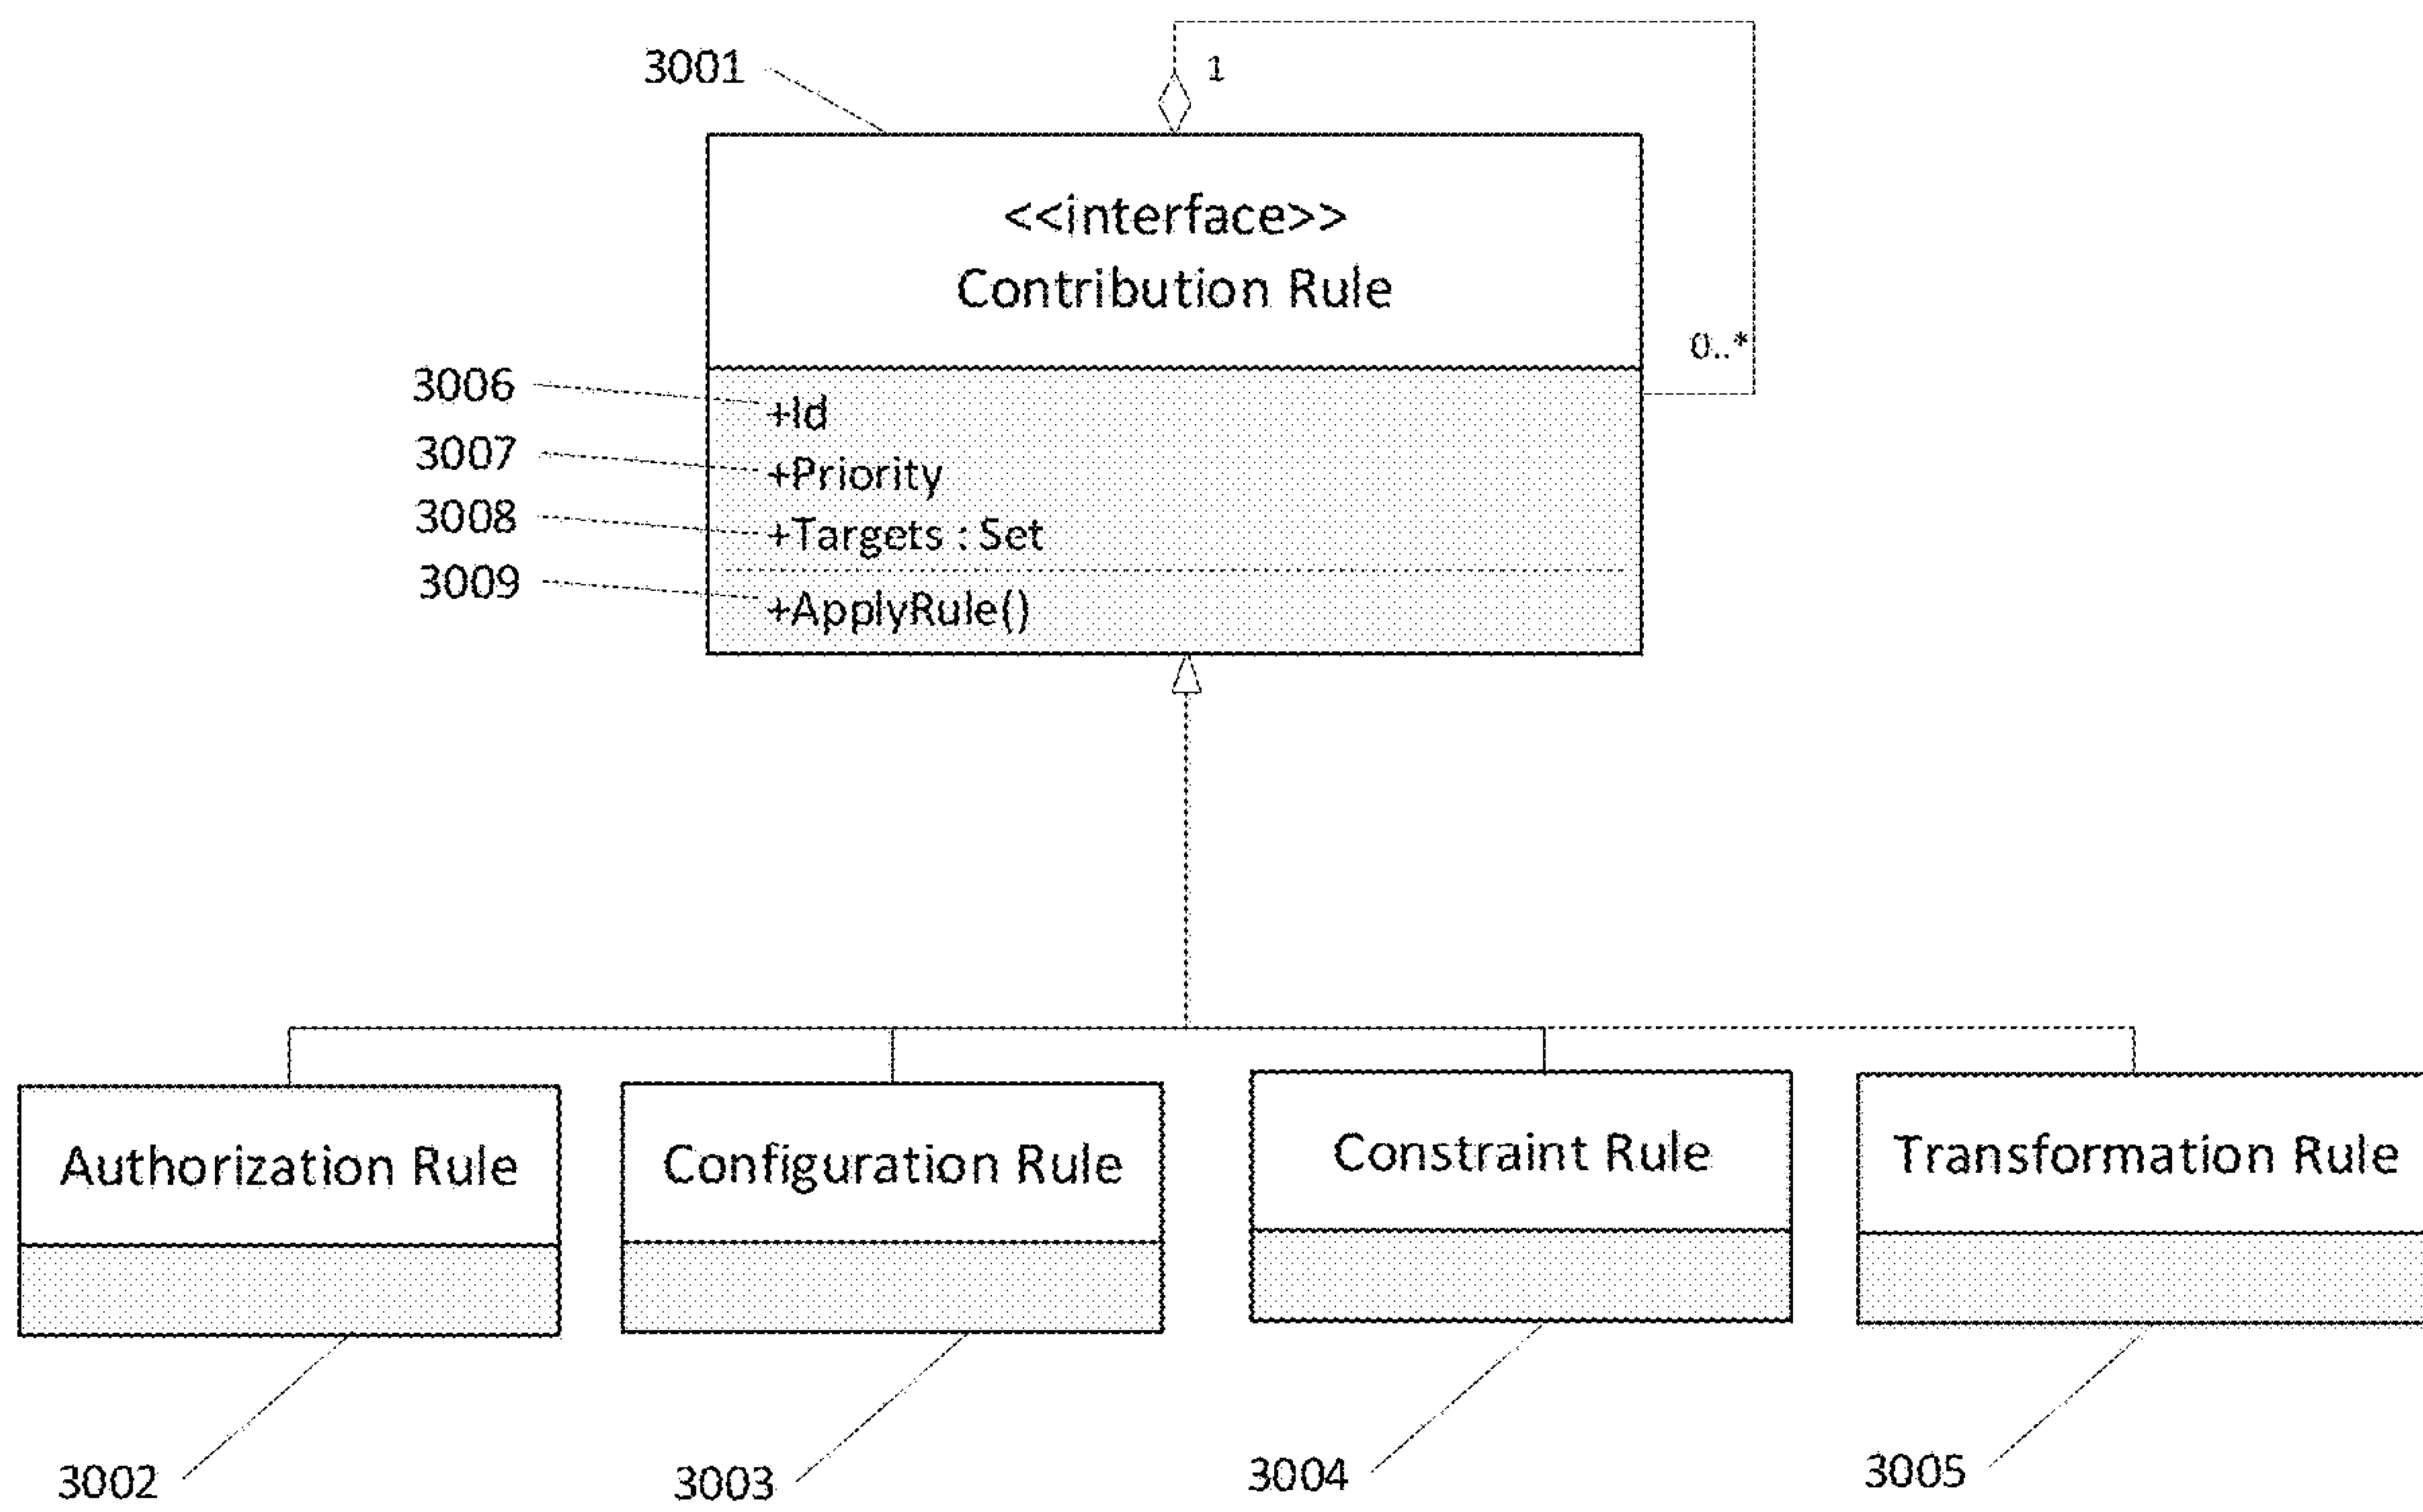 3001
1
<<interface>>
Contribution Rule
0..*
3006
+Id
3007
+Priority
3008
+Targets : Set
3009
+ApplyRule()
Authorization Rule
Configuration Rule
Constraint Rule
Transformation Rule
3002
3003
3004
3005